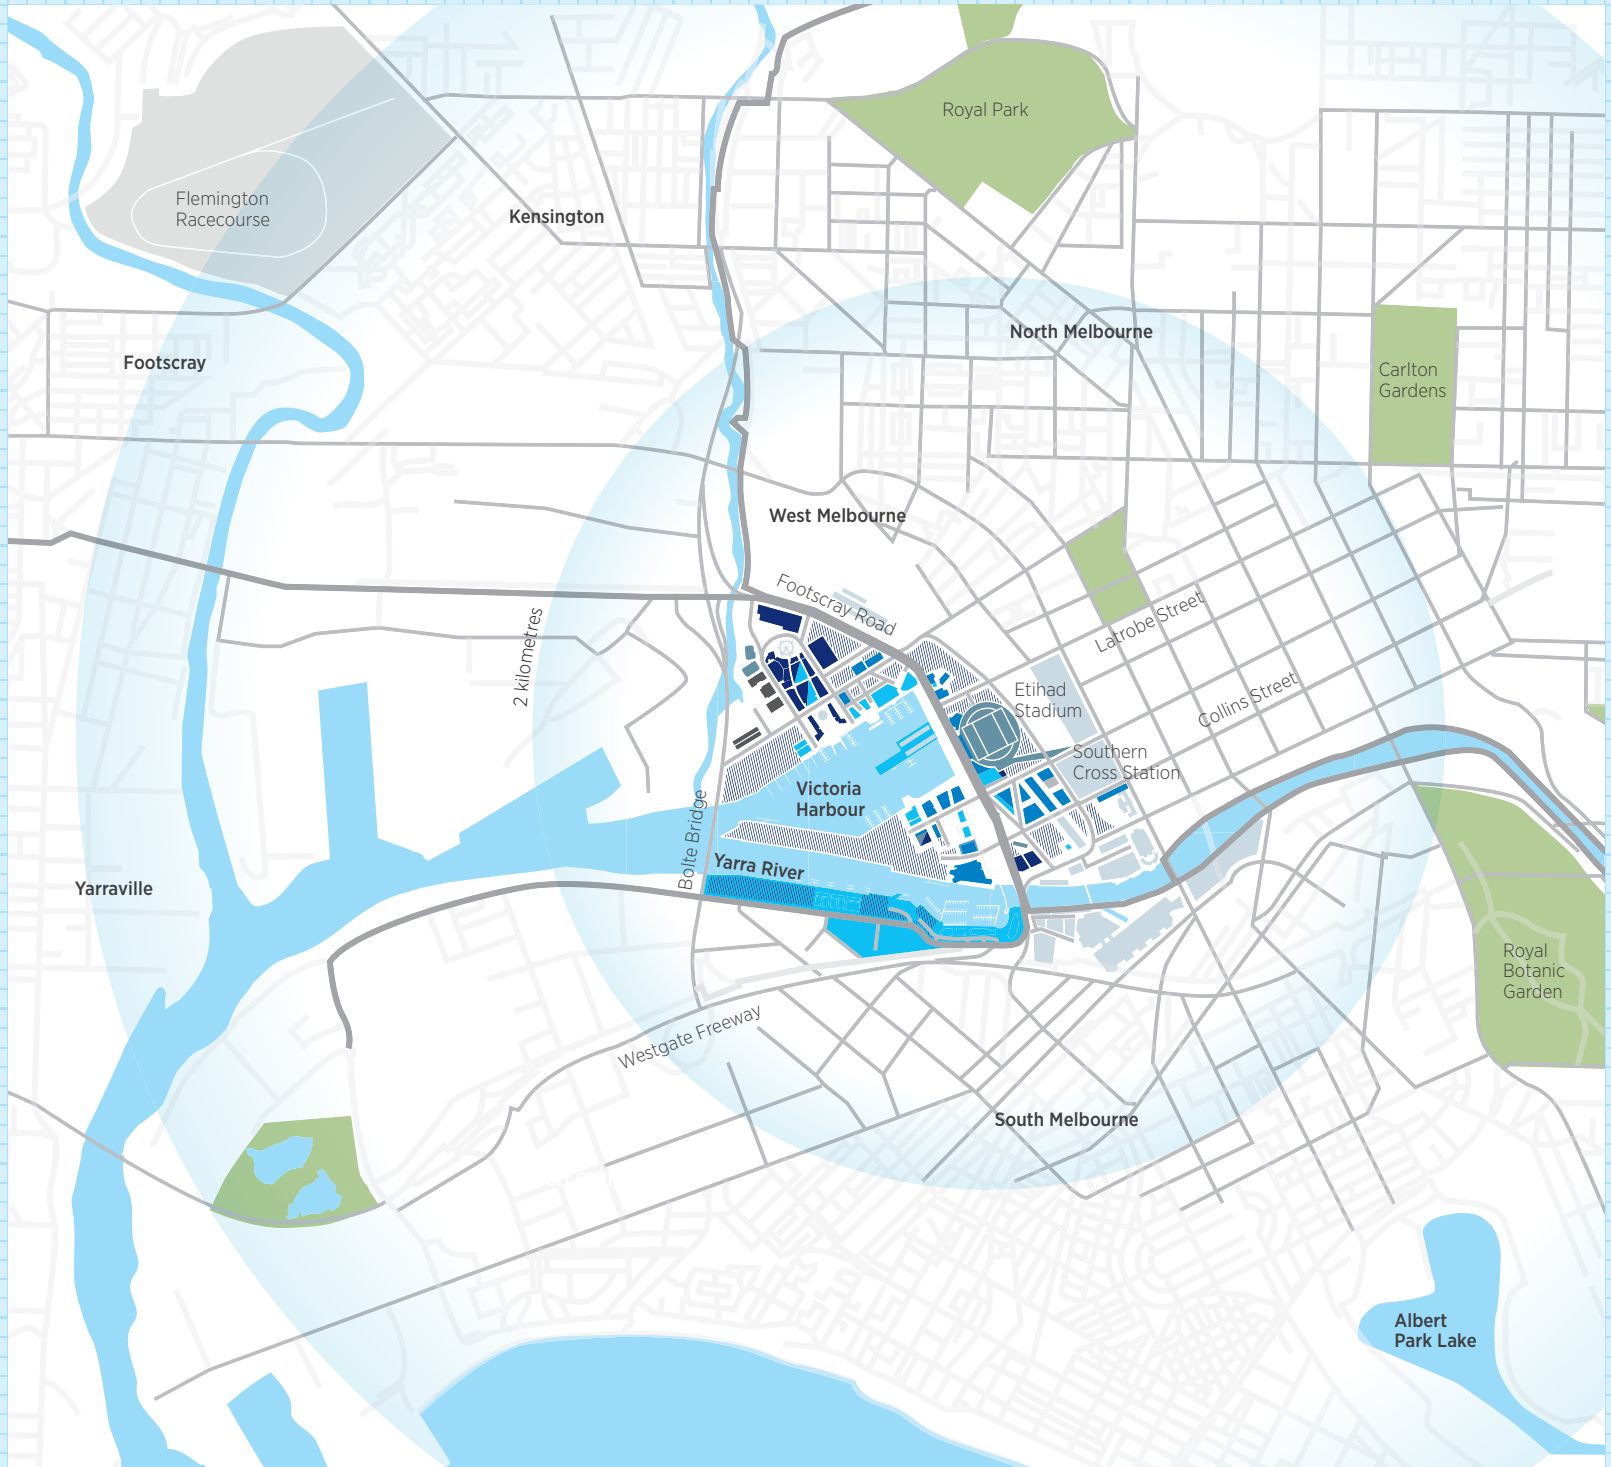 Royal Park
Flemington
Racecourse
Kensington
North Melbourne
Footscray
Carlton
Gardens
West Melbourne
Footscray Road
Latrobe Street
2 kilometres
Etihad
Stadium
Collins Street
Southern
Cross Station
Victoria
Harbour
Bolte Bridge
Yarra River
Yarraville
Royal
Botanic
Garden
Westgate Freeway
South Melbourne
Albert
Park Lake